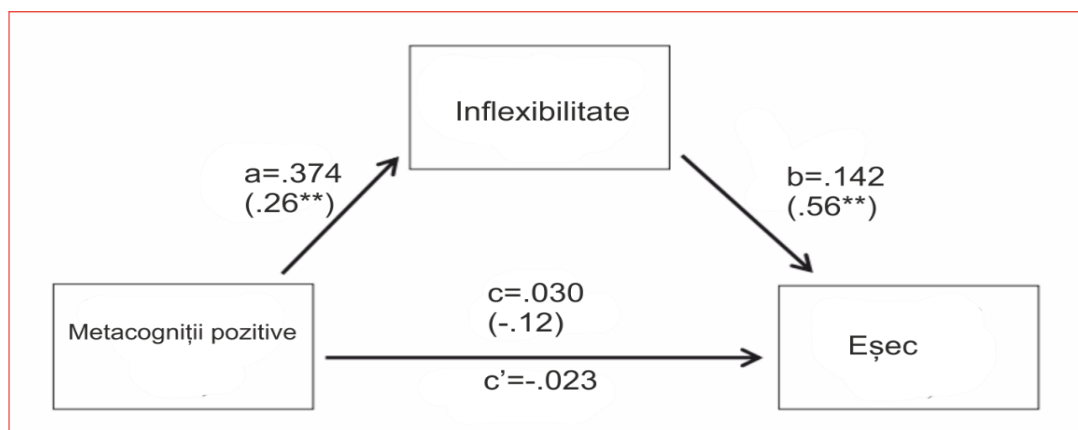 Inflexibilitate
a=.374
(.26**)
b=.142
(.56**)
Metacogniții pozitive
c=.030
(-.12)
c’=-.023
Eșec